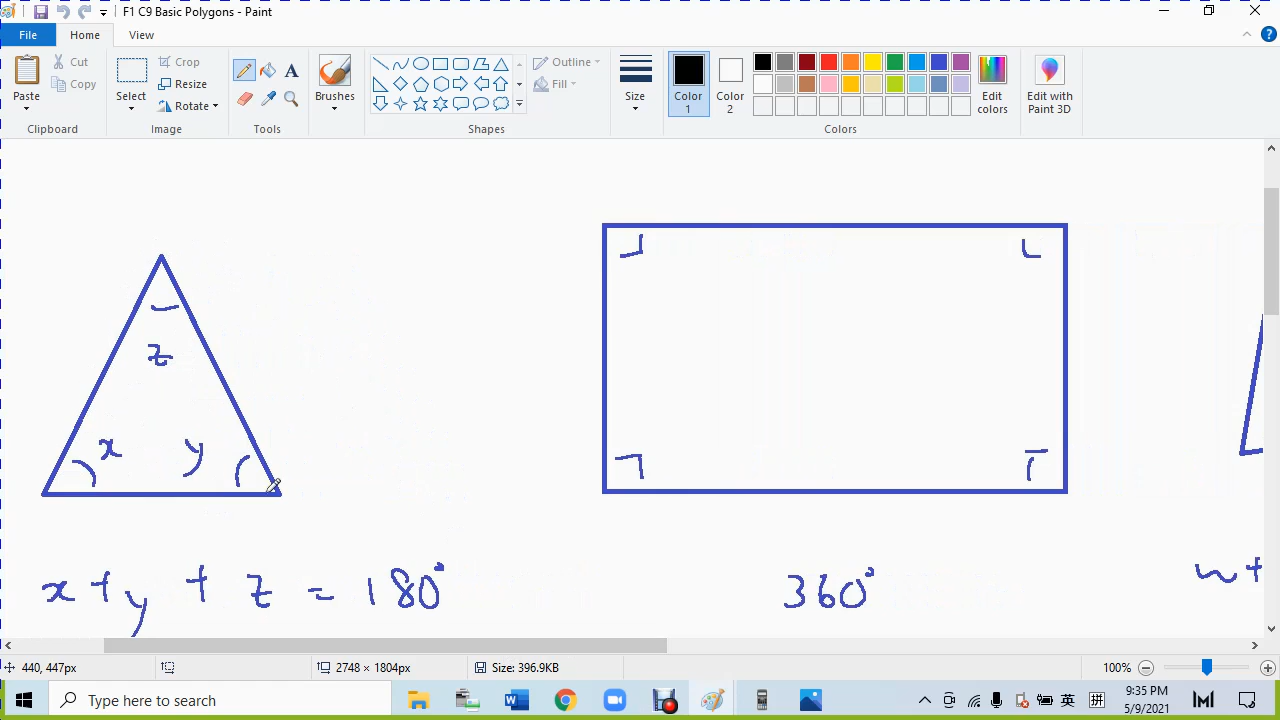 F1 C9 Basic Polygons - Paint
File Home View
Paste
Cut
Copy
Clipboard
Select
Crop
Resize
Rotate
Image
A
Tools
Brushes
Outline
Fill
Shapes
Size
Color 1
Color 2
Edit colors
Edit with Paint 3D
Colors
z
x y
x + y + z = 180°
360°
w +
440, 447px
2748 × 1804px
Size: 396.9KB
100%
Type here to search
英
拼
9:35 PM
5/9/2021